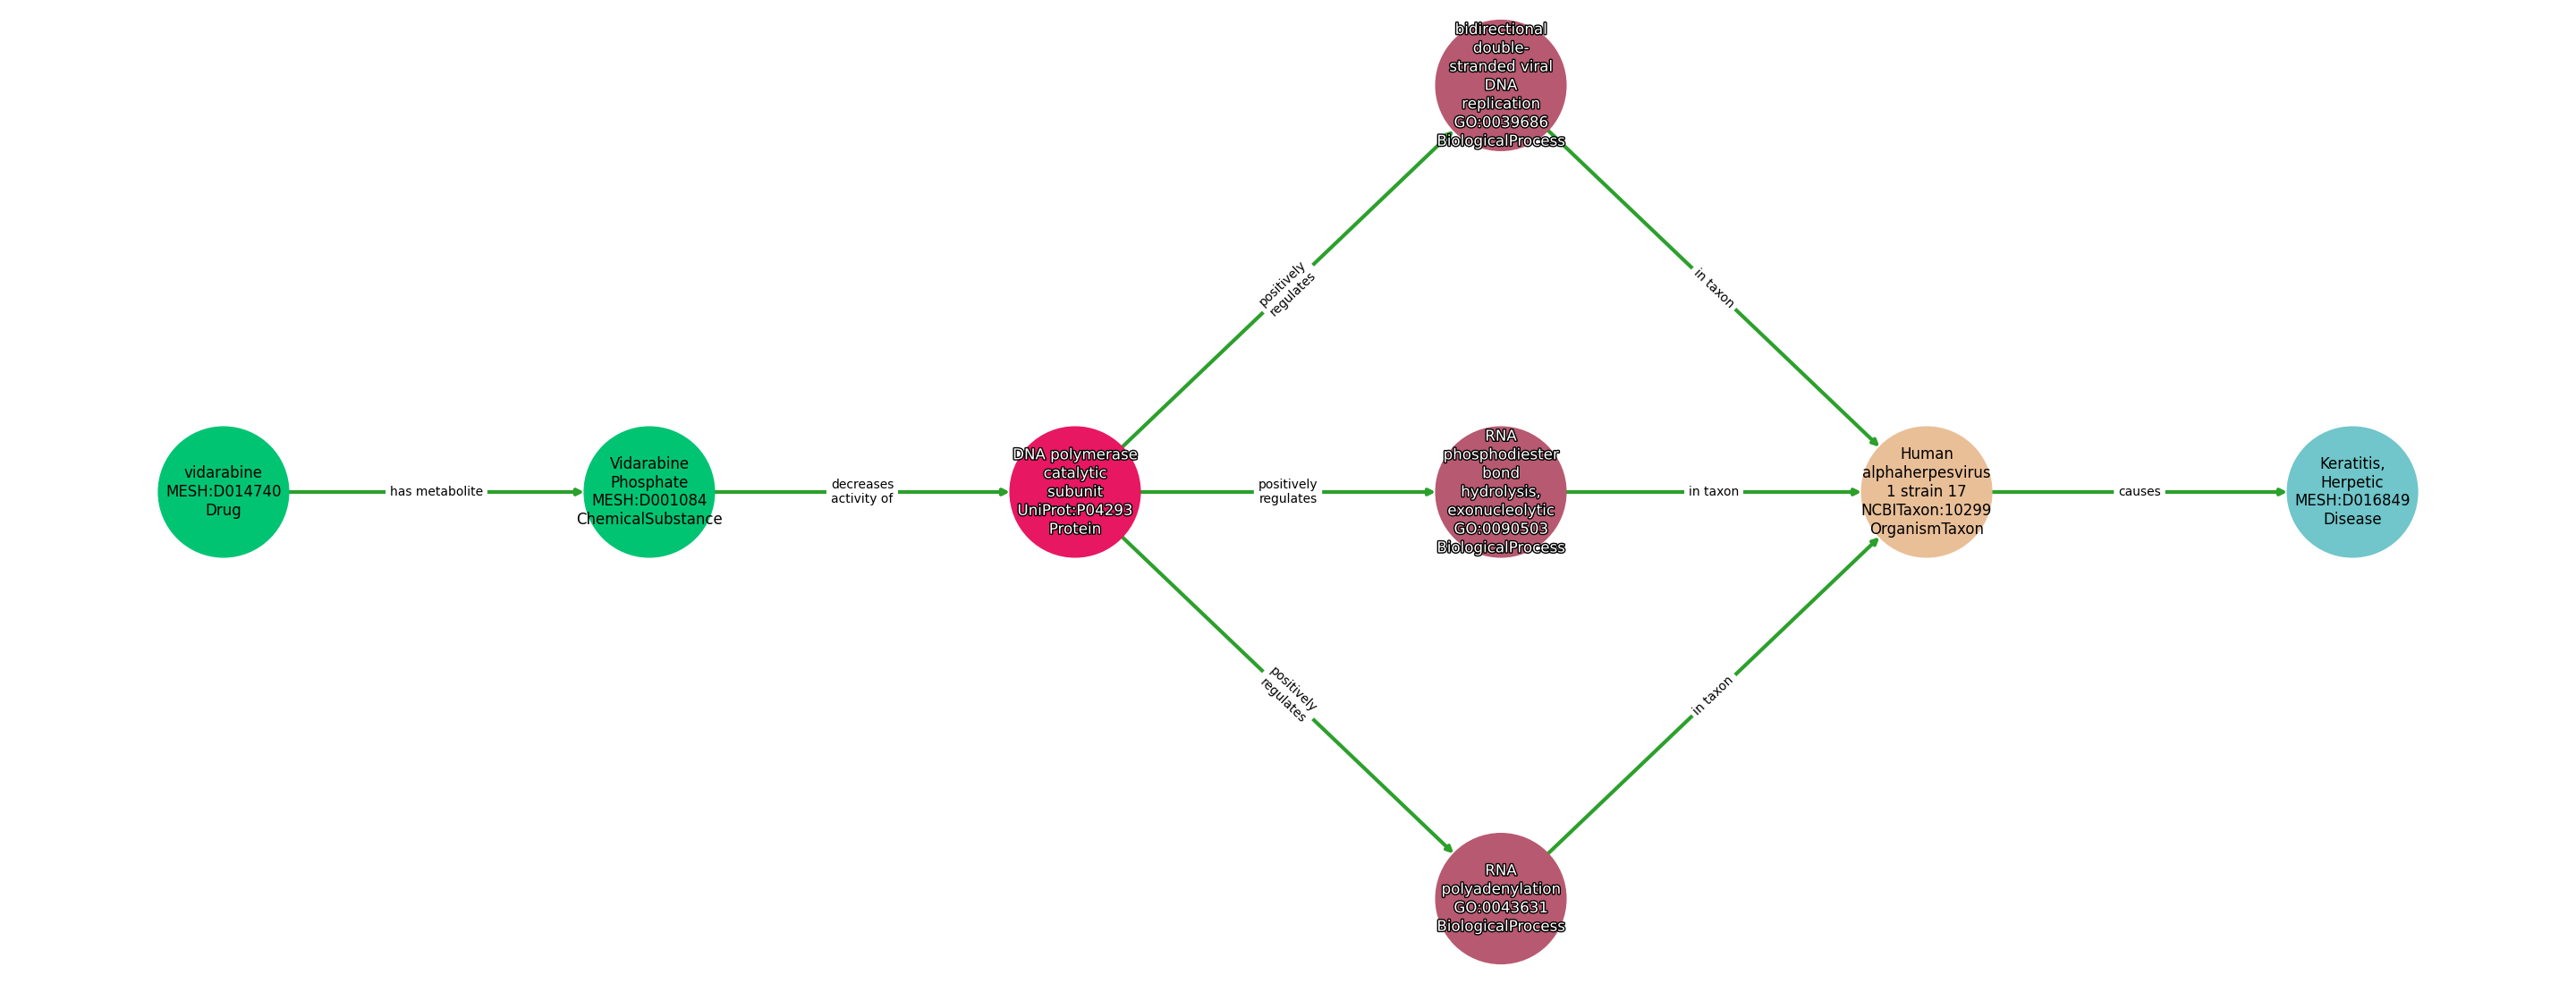 bidirectional
double-
stranded viral
DNA
replication
GO:0039686
BiologicalProcess
positively
regulates
in taxon
vidarabine
MESH:D014740
Drug
has metabolite
Vidarabine
Phosphate
MESH:D001084
ChemicalSubstance
decreases
activity of
DNA polymerase
catalytic
subunit
UniProt:P04293
Protein
positively
regulates
RNA
phosphodiester
bond
hydrolysis,
exonucleolytic
GO:0090503
BiologicalProcess
in taxon
Human
alphaherpesvirus
1 strain 17
NCBITaxon:10299
OrganismTaxon
causes
Keratitis,
Herpetic
MESH:D016849
Disease
positively
regulates
in taxon
RNA
polyadenylation
GO:0043631
BiologicalProcess